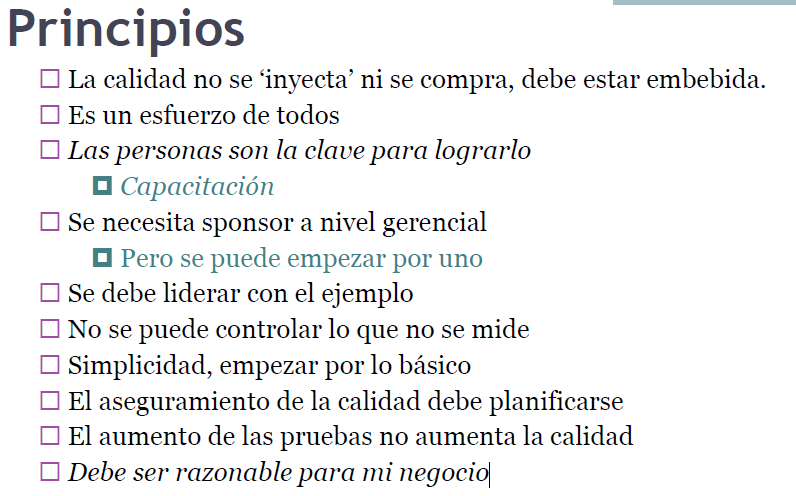 Principios
La calidad no se ‘inyecta’ ni se compra, debe estar embebida.
Es un esfuerzo de todos
Las personas son la clave para lograrlo
Capacitación
Se necesita sponsor a nivel gerencial
Pero se puede empezar por uno
Se debe liderar con el ejemplo
No se puede controlar lo que no se mide
Simplicidad, empezar por lo básico
El aseguramiento de la calidad debe planificarse
El aumento de las pruebas no aumenta la calidad
Debe ser razonable para mi negocio